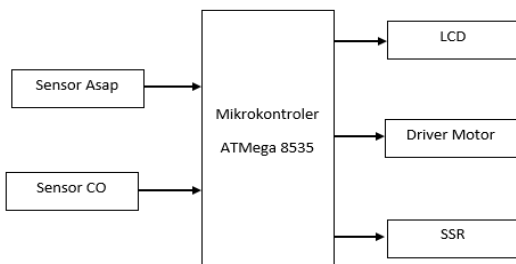 LCD
Sensor Asap
Mikrokontroler
ATMega 8535
Driver Motor
Sensor CO
SSR